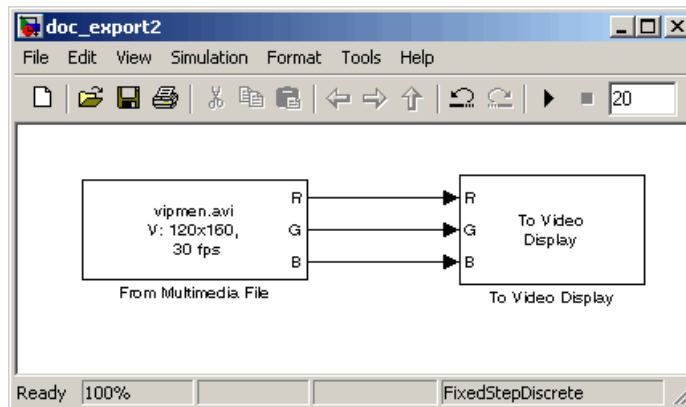 doc_export2
File Edit View Simulation Format Tools Help
20
vipmen.avi
V: 120x160,
30 fps
R
G
B
From Multimedia File
R
G
B
To Video
Display
To Video Display
Ready 100% FixedStepDiscrete